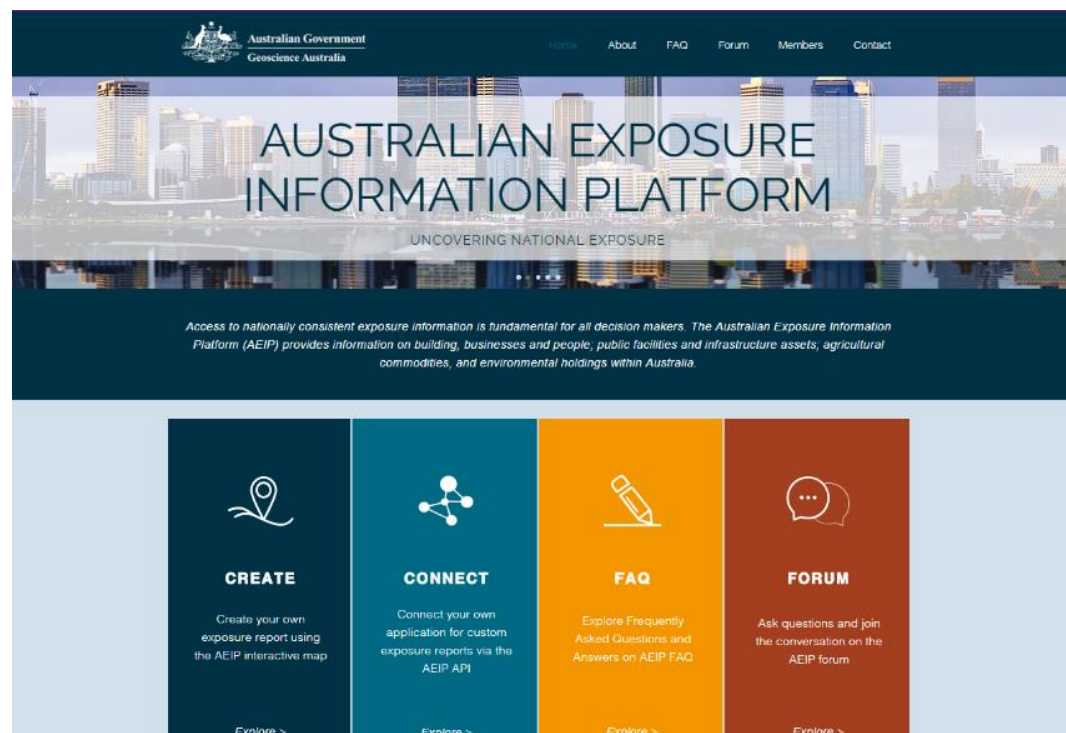 Australian Government
Geoscience Australia
Home About FAQ Forum Members Contact
AUSTRALIAN EXPOSURE
INFORMATION PLATFORM
UNCOVERING NATIONAL EXPOSURE
Access to nationally consistent exposure information is fundamental for all decision makers. The Australian Exposure Information
Platform (AEIP) provides information on building, businesses and people; public facilities and infrastructure assets; agricultural
commodities, and environmental holdings within Australia.
CREATE
Create your own
exposure report using
the AEIP interactive map
Explore >
CONNECT
Connect your own
application for custom
exposure reports via the
AEIP API
Explore >
FAQ
Explore Frequently
Asked Questions and
Answers on AEIP FAQ
Explore >
FORUM
Ask questions and join
the conversation on the
AEIP forum
Explore >